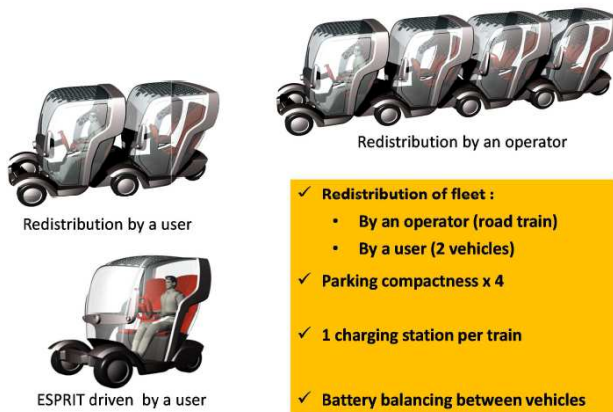 Redistribution by an operator
Redistribution by a user
ESPRIT driven by a user
✓ Redistribution of fleet :
• By an operator (road train)
• By a user (2 vehicles)
✓ Parking compactness x 4
✓ 1 charging station per train
✓ Battery balancing between vehicles